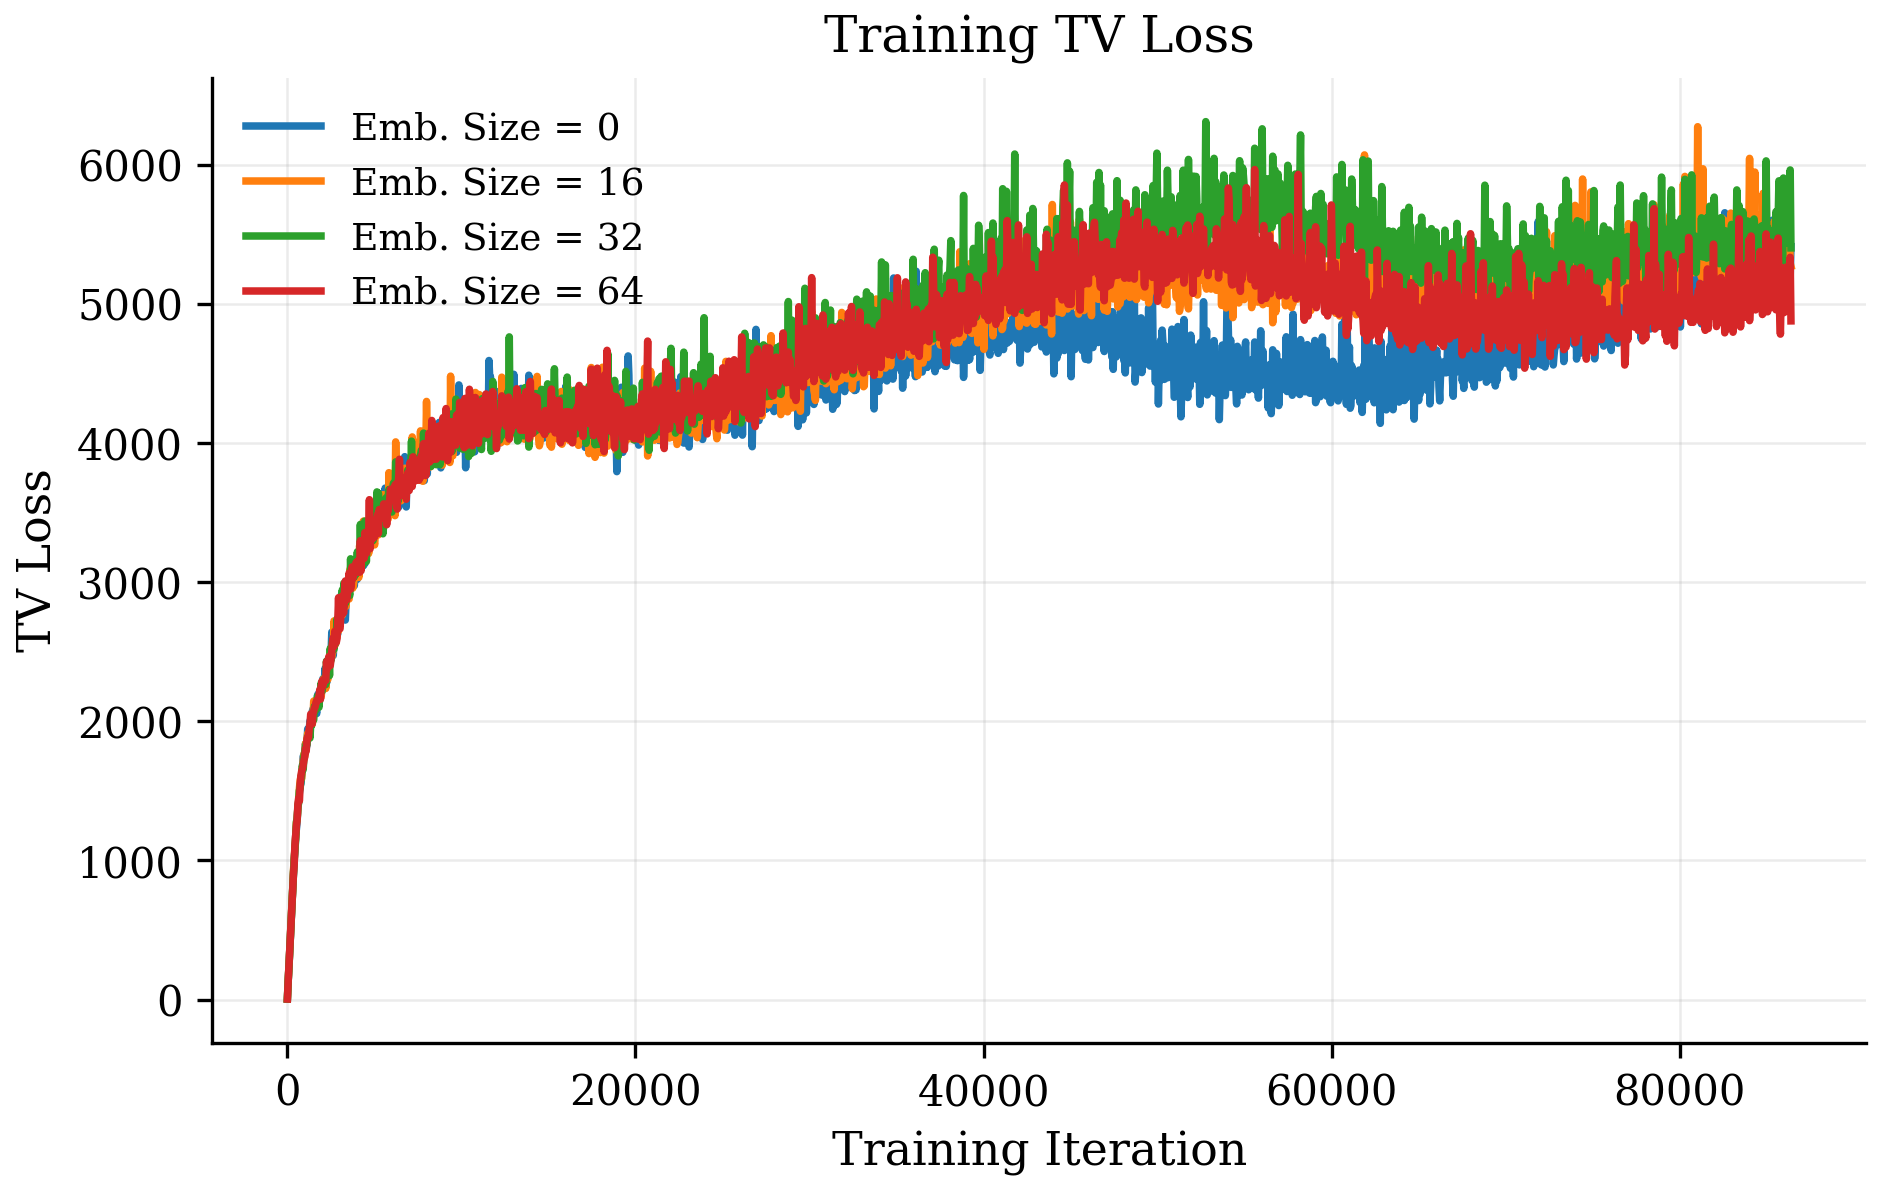 Training TV Loss
Emb. Size = 0
Emb. Size = 16
Emb. Size = 32
Emb. Size = 64
TV Loss
6000
5000
4000
3000
2000
1000
0
0 20000 40000 60000 80000
Training Iteration